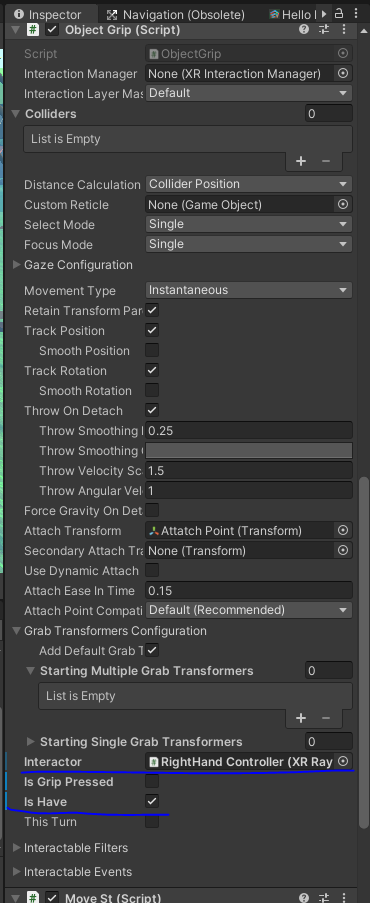 Inspector
Navigation (Obsolete)
Hello
Object Grip (Script)
Script
ObjectGrip
Interaction Manager
None (XR Interaction Manager)
Interaction Layer Mas
Default
Colliders
0
List is Empty
+ −
Distance Calculation
Collider Position
Custom Reticle
None (Game Object)
Select Mode
Single
Focus Mode
Single
Gaze Configuration
Movement Type
Instantaneous
Retain Transform Par
Track Position
Smooth Position
Track Rotation
Smooth Rotation
Throw On Detach
Throw Smoothing
0.25
Throw Smoothing
Throw Velocity Sc
1.5
Throw Angular Vel
1
Force Gravity On Det
Attach Transform
Attatch Point (Transform)
Secondary Attach Tra
None (Transform)
Use Dynamic Attach
Attach Ease In Time
0.15
Attach Point Compati
Default (Recommended)
Grab Transformers Configuration
Add Default Grab T
Starting Multiple Grab Transformers
0
List is Empty
+ −
Starting Single Grab Transformers
0
Interactor
RightHand Controller (XR Ray
Is Grip Pressed
Is Have
This Turn
Interactable Filters
Interactable Events
Move St (Script)